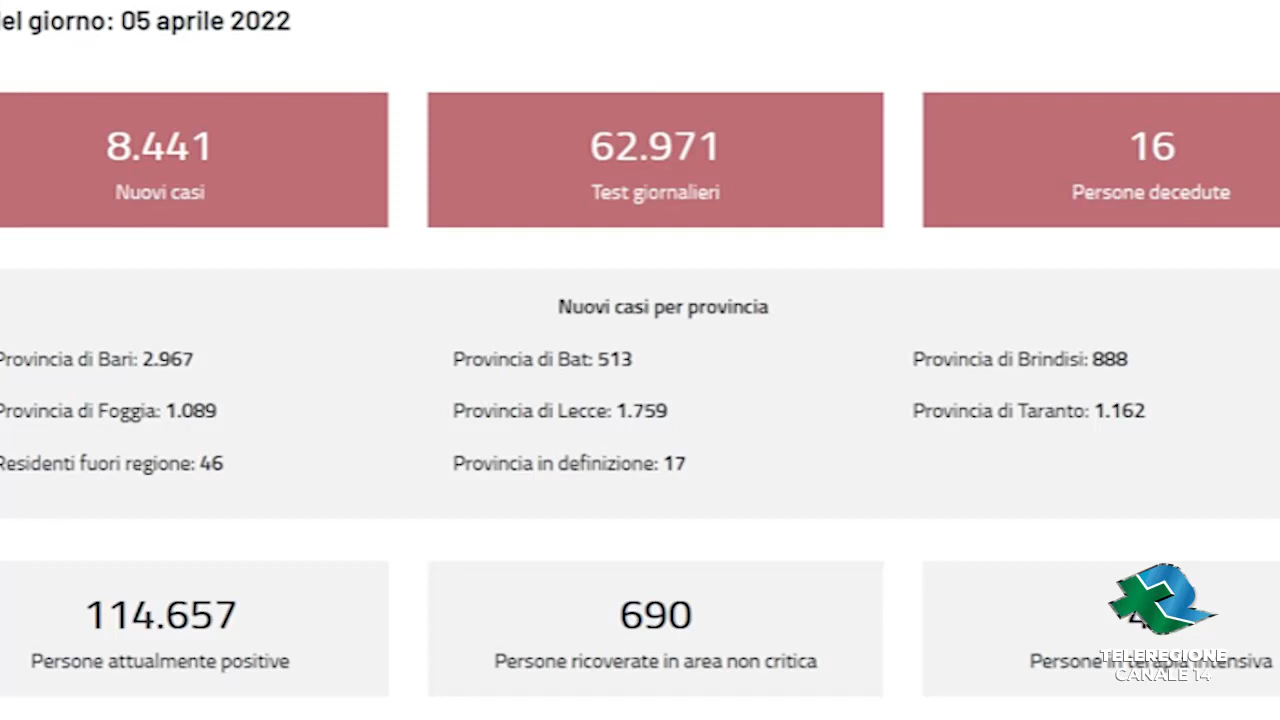 del giorno: 05 aprile 2022
8.441
62.971
16
Nuovi casi
Test giornalieri
Persone decedute
Nuovi casi per provincia
Provincia di Bari: 2.967
Provincia di Bat: 513
Provincia di Brindisi: 888
Provincia di Foggia: 1.089
Provincia di Lecce: 1.759
Provincia di Taranto: 1.162
Residenti fuori regione: 46
Provincia in definizione: 17
114.657
690
Persone attualmente positive
Persone ricoverate in area non critica
Persone in terapia intensiva
TELEREGIONE
CANALE 14